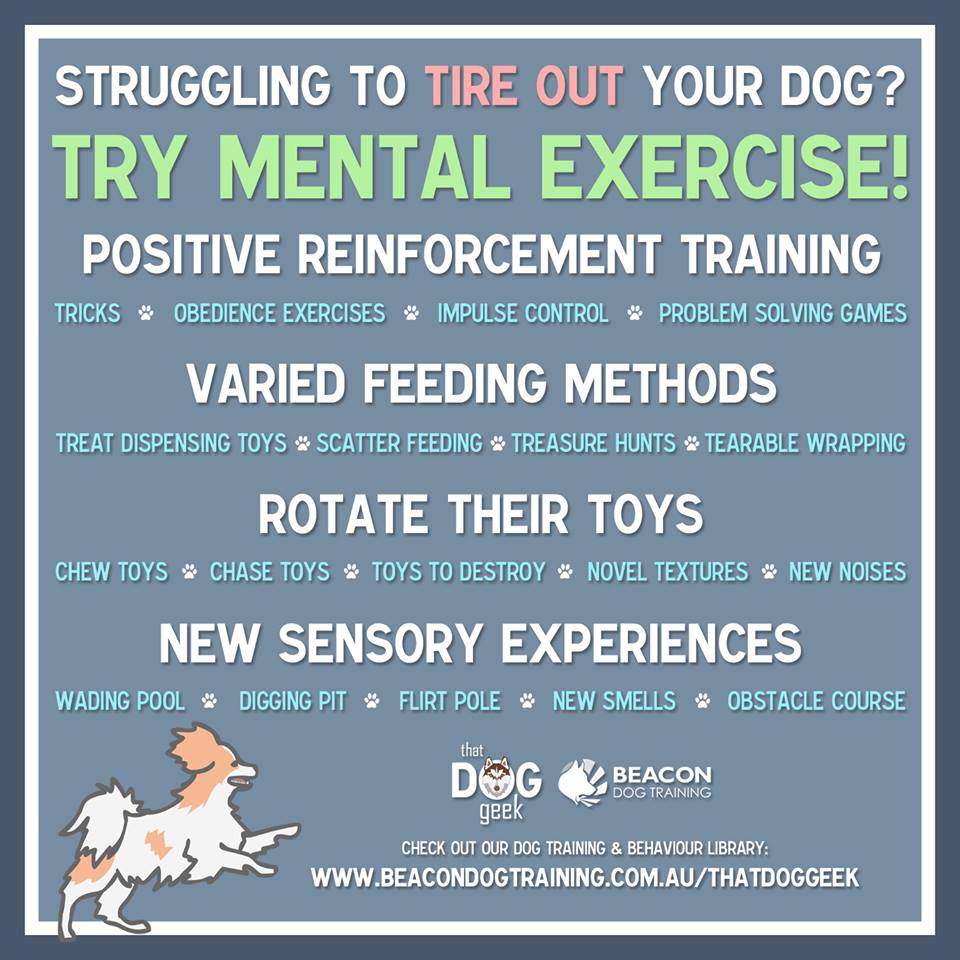 STRUGGLING TO TIRE OUT YOUR DOG?
TRY MENTAL EXERCISE!
POSITIVE REINFORCEMENT TRAINING
TRICKS OBEDIENCE EXERCISES IMPULSE CONTROL PROBLEM SOLVING GAMES
VARIED FEEDING METHODS
TREAT DISPENSING TOYS SCATTER FEEDING TREASURE HUNTS TEARABLE WRAPPING
ROTATE THEIR TOYS
CHEW TOYS CHASE TOYS TOYS TO DESTROY NOVEL TEXTURES NEW NOISES
NEW SENSORY EXPERIENCES
WADING POOL DIGGING PIT FLIRT POLE NEW SMELLS OBSTACLE COURSE
that
DOG
geek
BEACON
DOG TRAINING
CHECK OUT OUR DOG TRAINING & BEHAVIOUR LIBRARY:
WWW.BEACONDOGTRAINING.COM.AU/THATDOGGEEK